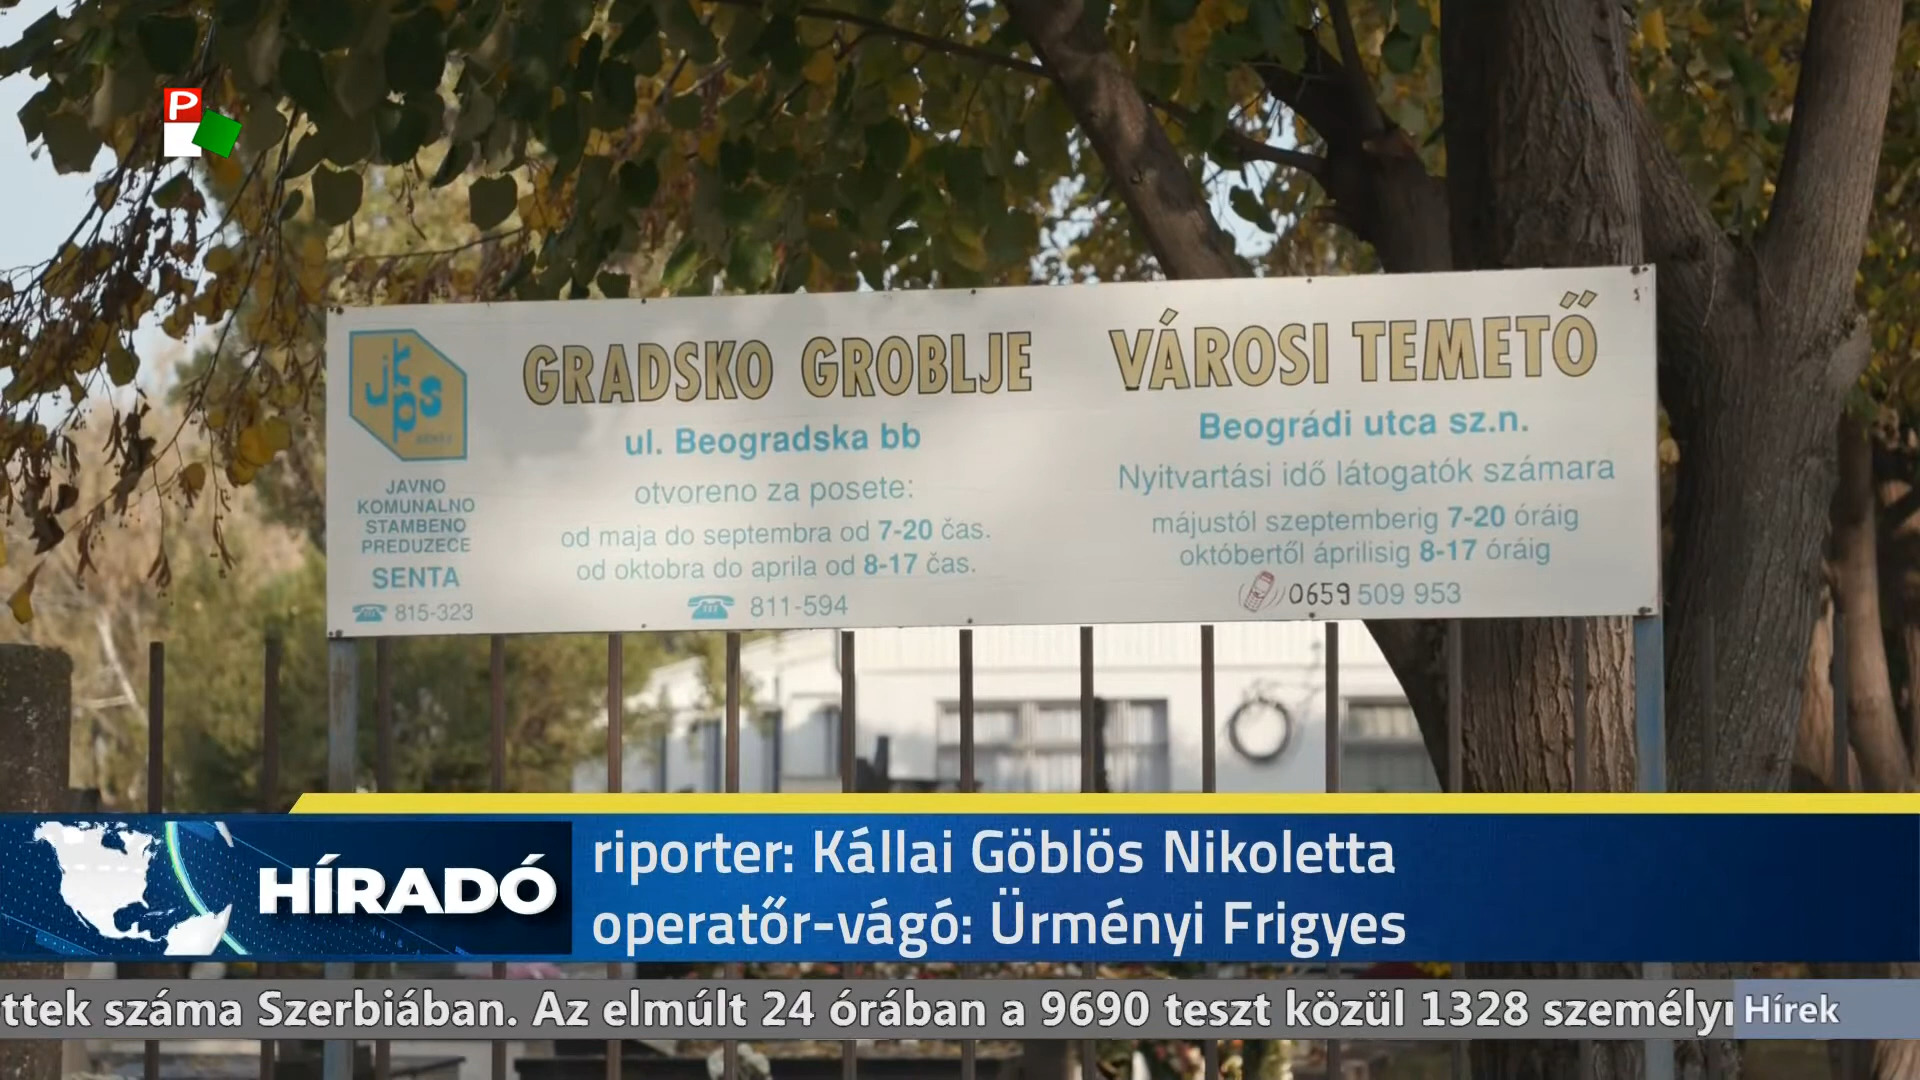 P
GRADSKO GROBLJE
ul. Beogradska bb
otvoreno za posete:
od maja do septembra od 7-20 čas.
od oktobra do aprila od 8-17 čas.
811-594
VÁROSI TEMETŐ
Beográdi utca sz.n.
Nyitvartási idő látogatók számara
májustól szeptemberig 7-20 óráig
októbertől áprilisig 8-17 óráig
0659 509 953
jkps
JAVNO
KOMUNALNO
STAMBENO
PREDUZECE
SENTA
815-323
HÍRADÓ
riporter: Kállai Göblös Nikoletta
operatőr-vágó: Ürményi Frigyes
ttek száma Szerbiában. Az elmúlt 24 órában a 9690 teszt közül 1328 személyr
Hírek